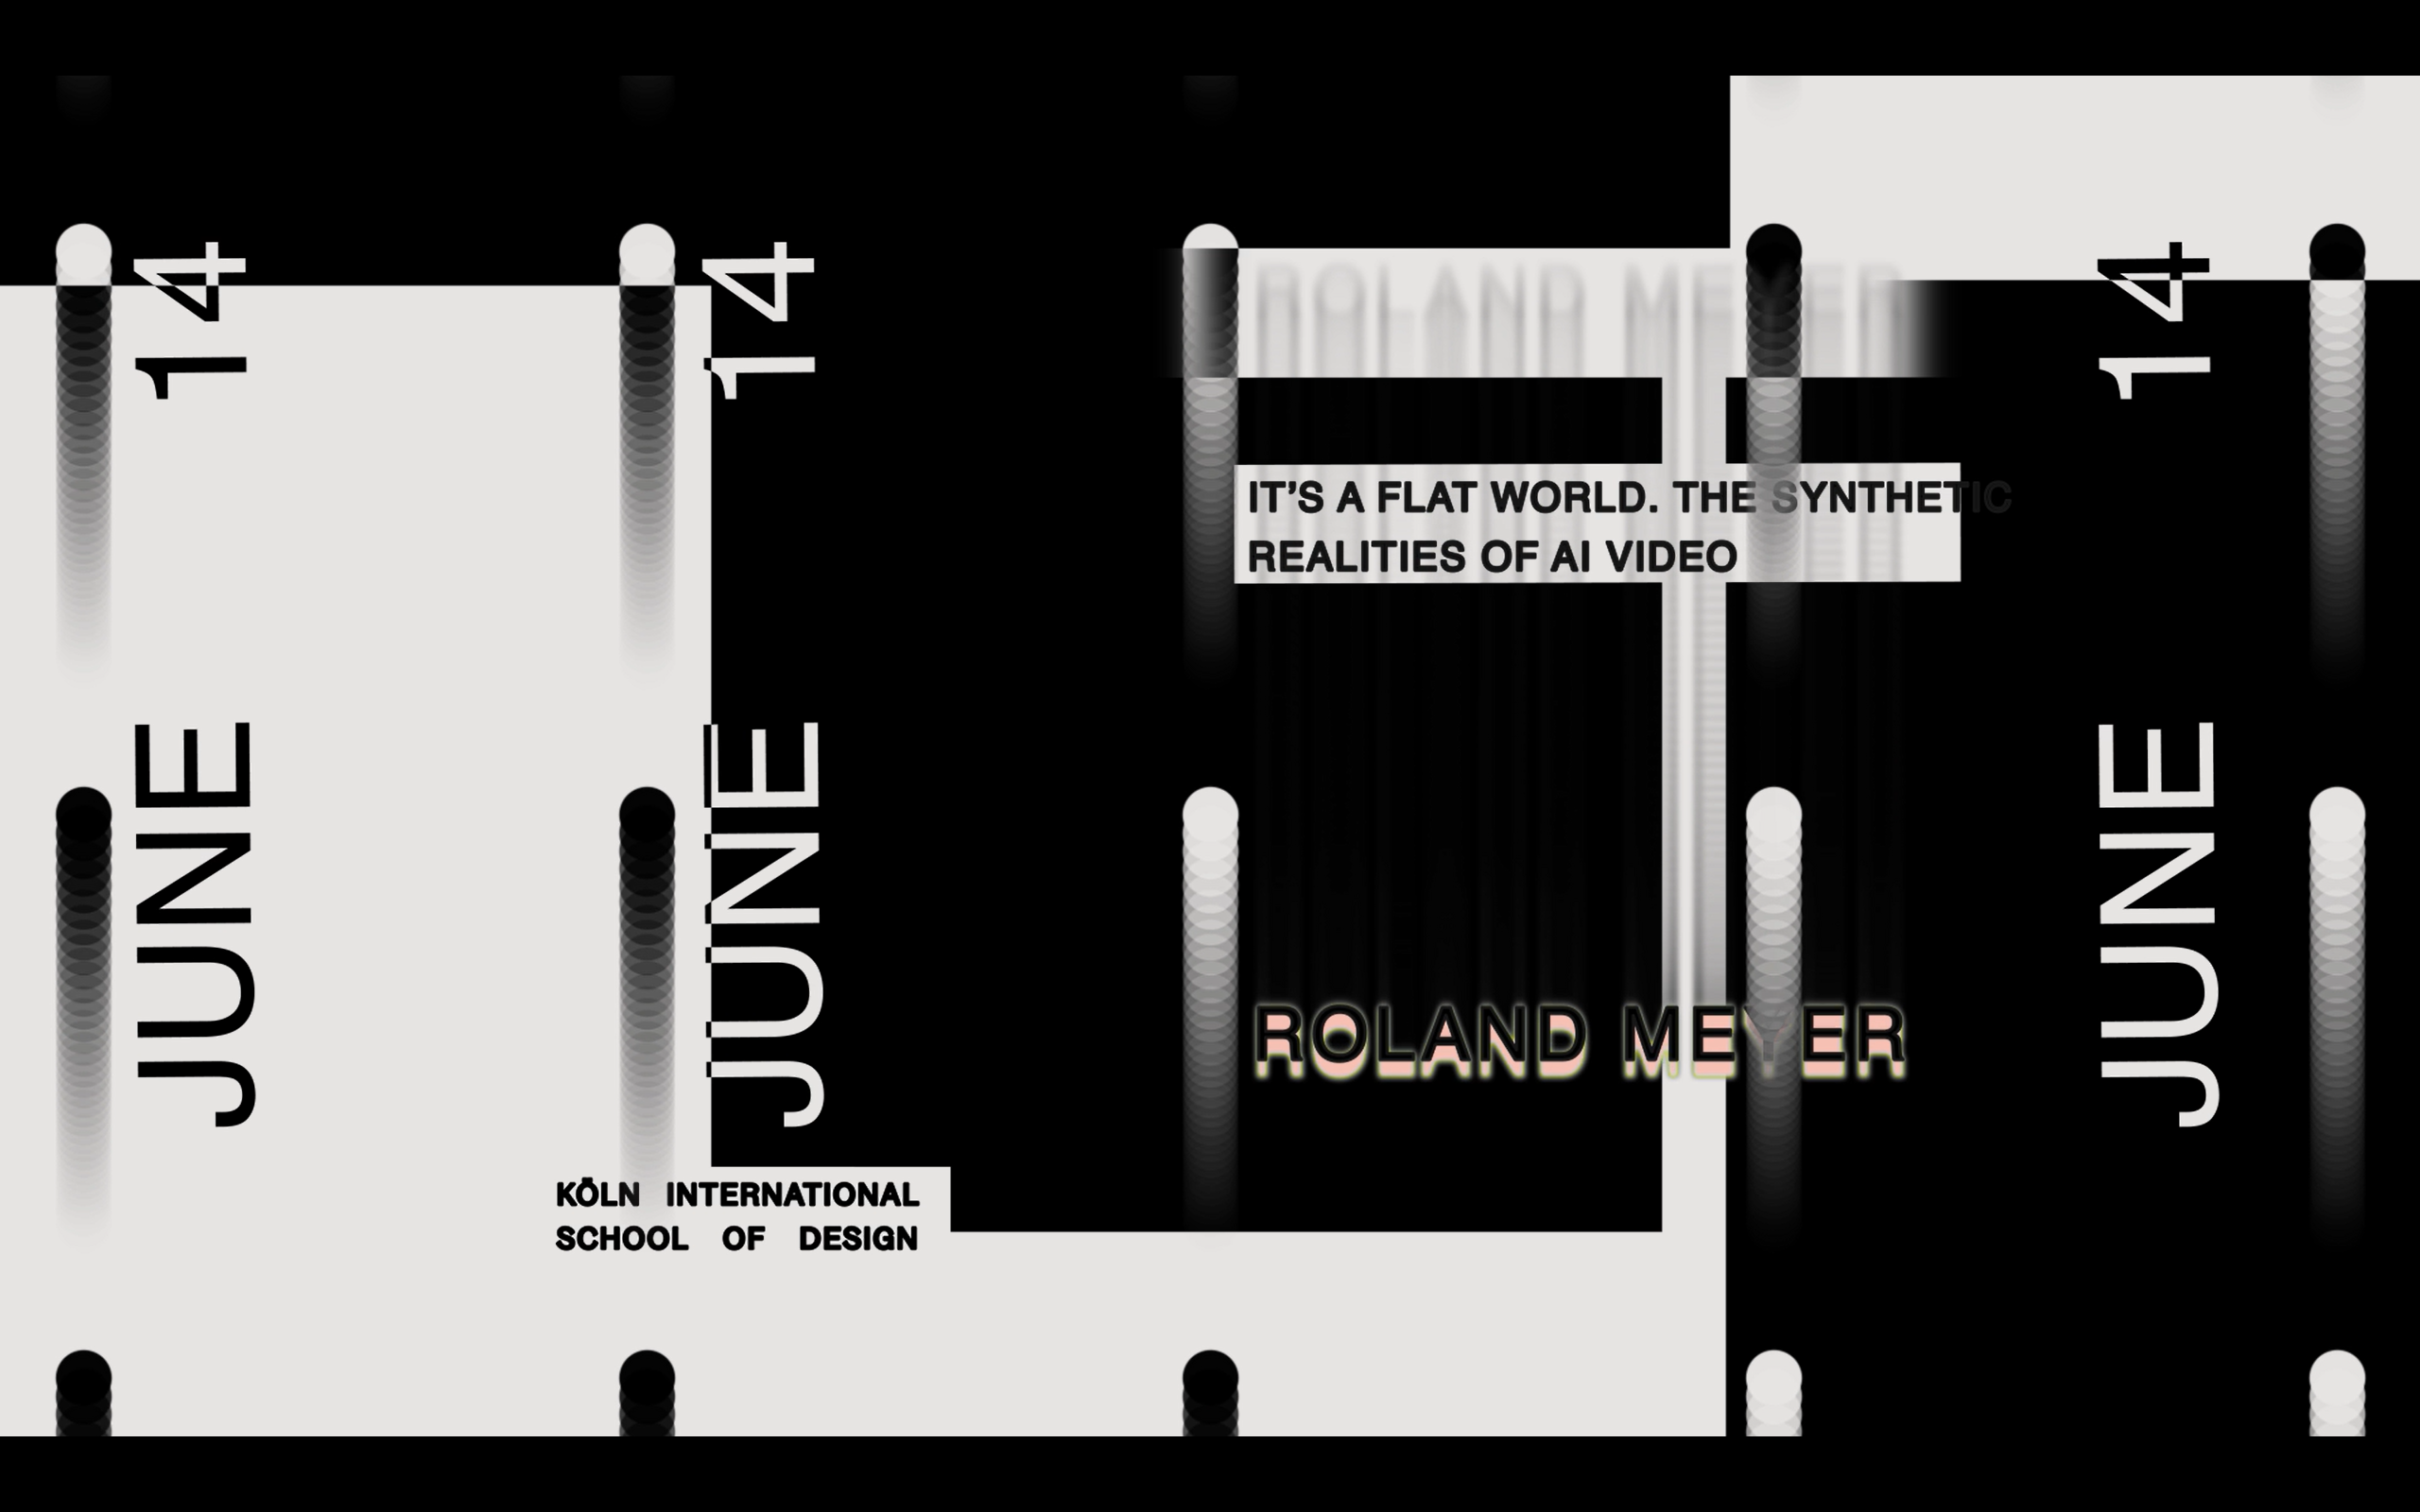 JUNE 14
JUNE 14
ROLAND MEYER
IT’S A FLAT WORLD. THE SYNTHETIC
REALITIES OF AI VIDEO
ROLAND MEYER
JUNE 14
KÖLN INTERNATIONAL
SCHOOL OF DESIGN